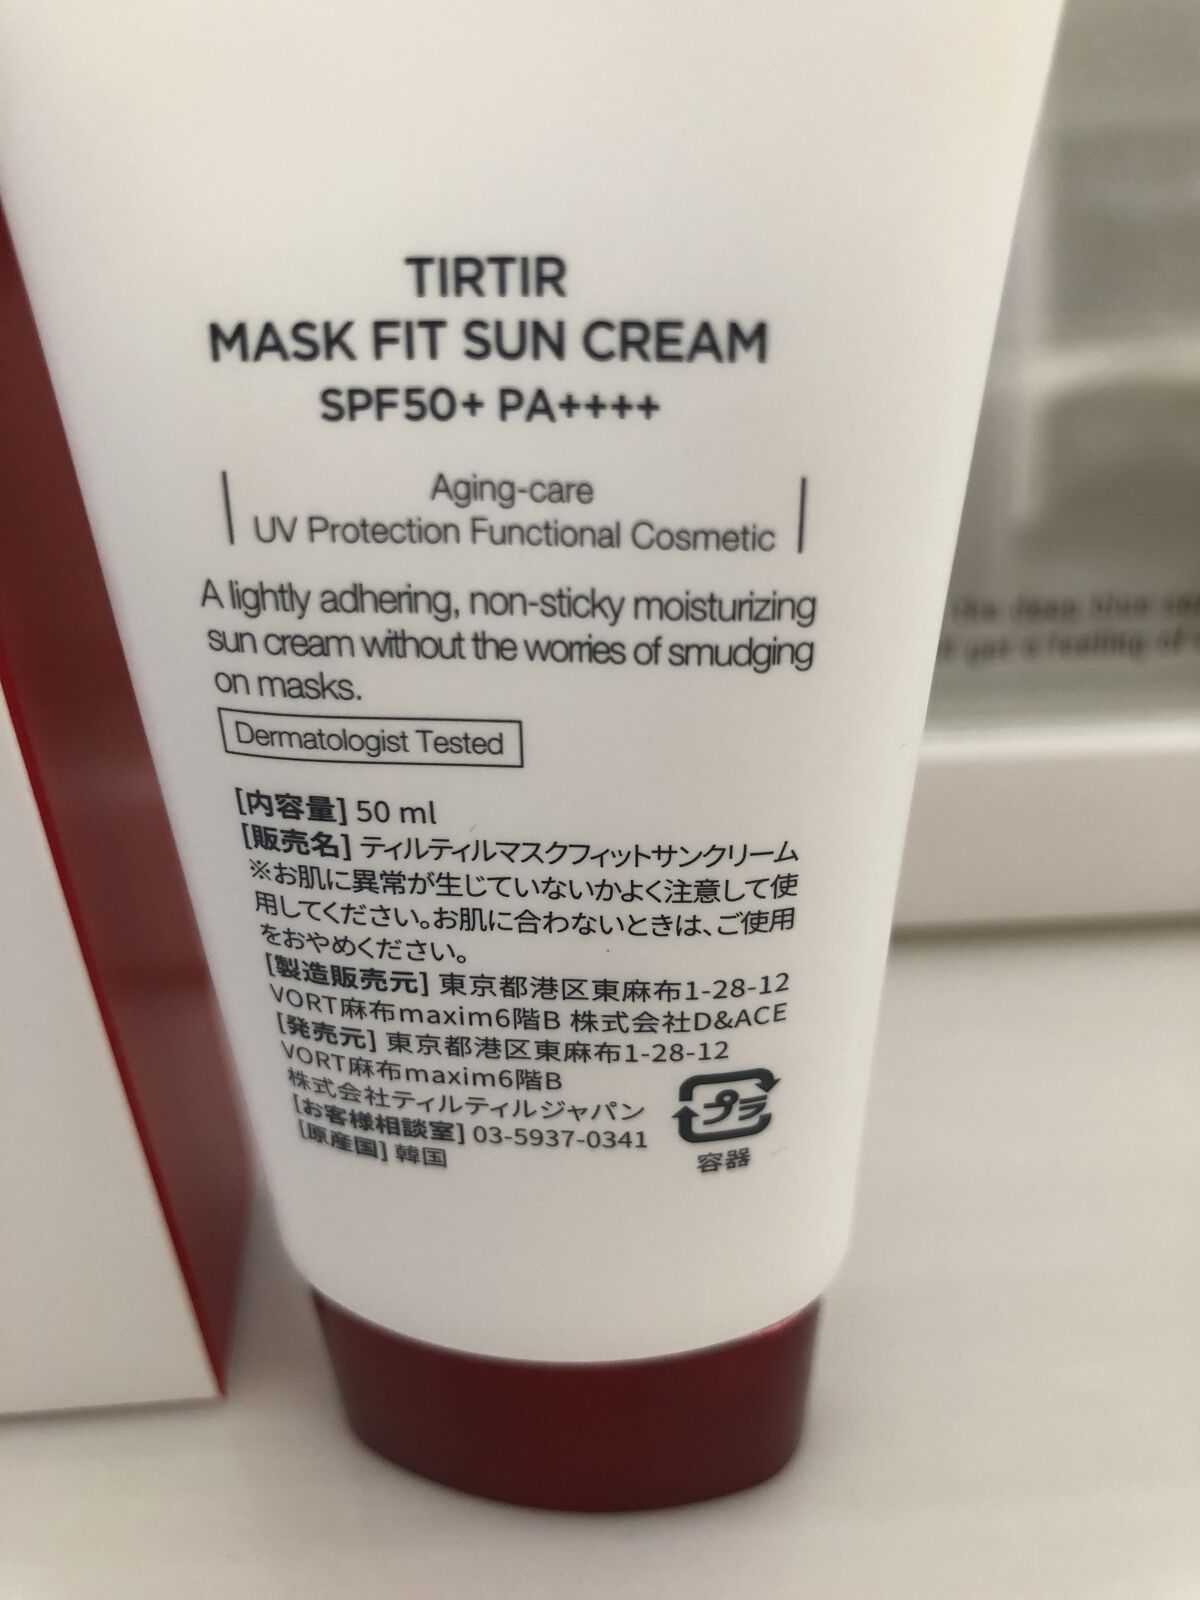 TIRTIR
MASK FIT SUN CREAM
SPF50+ PA++++
Aging-care
UV Protection Functional Cosmetic
A lightly adhering, non-sticky moisturizing
sun cream without the worries of smudging
on masks.
Dermatologist Tested
[内容量] 50 ml
[販売名] ティルティルマスクフィットサンクリーム
※お肌に異常が生じていないかよく注意して使
用してください。お肌に合わないときは、ご使用
をおやめください。
[製造販売元] 東京都港区東麻布1-28-12
VORT麻布maxim6階B 株式会社D&ACE
[発売元] 東京都港区東麻布1-28-12
VORT麻布maxim6階B
株式会社ティルティルジャパン
[お客様相談室] 03-5937-0341
[原産国] 韓国
プラ
容器
the deep blue sea
get a feeling of